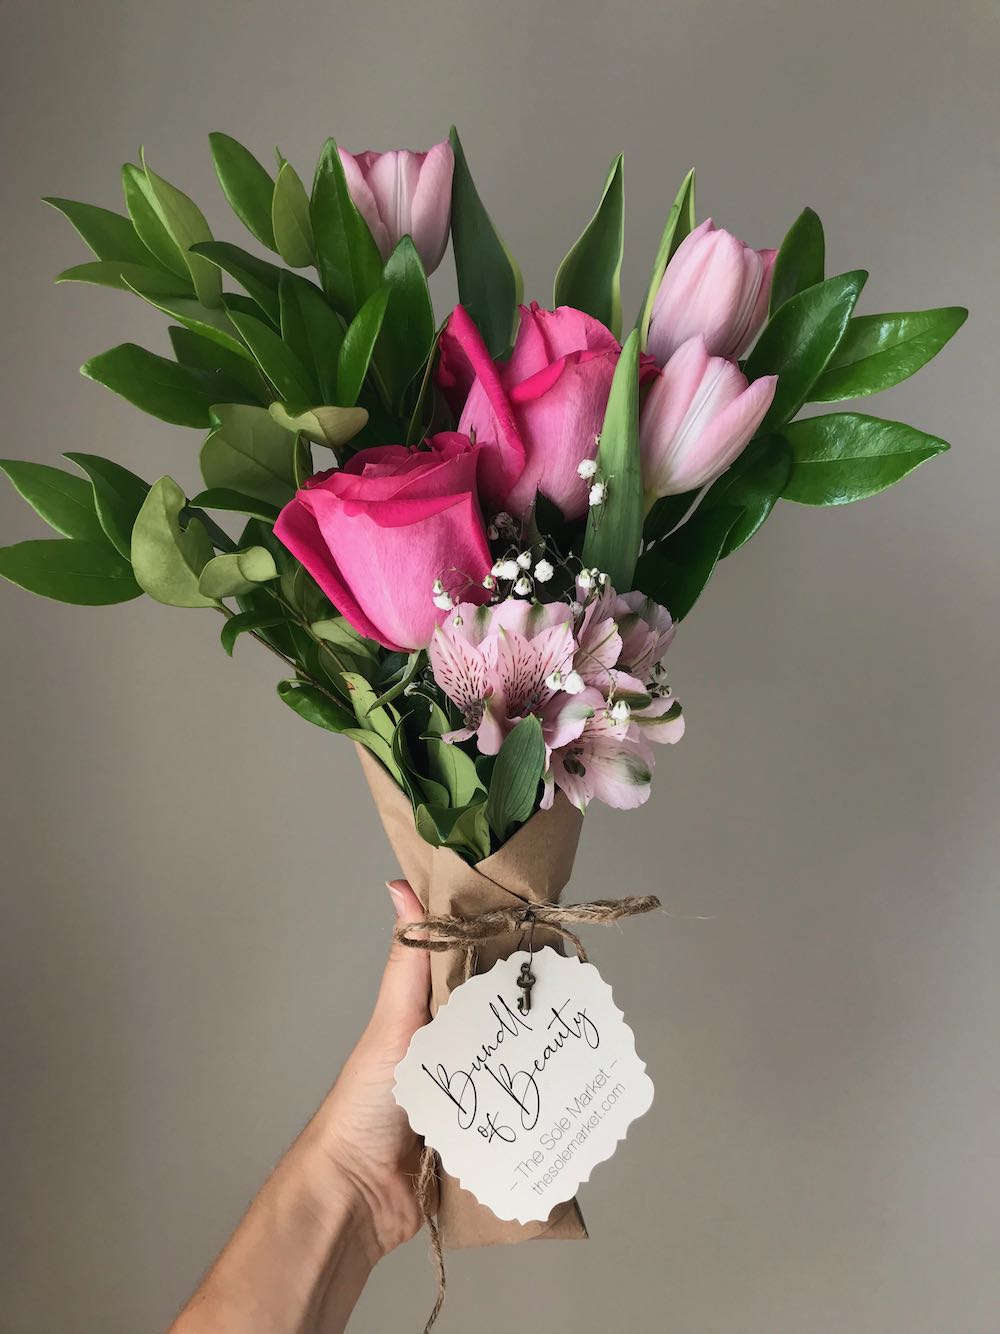 Bundle
of Beauty
– The Sole Market –
thesolemarket.com